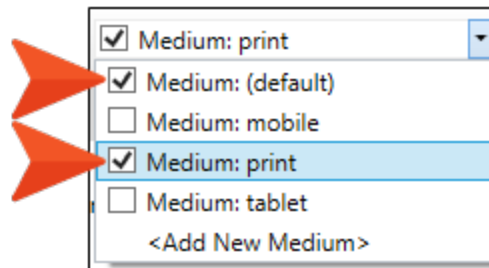 Medium: print
Medium: (default)
Medium: mobile
Medium: print
Medium: tablet
<Add New Medium>